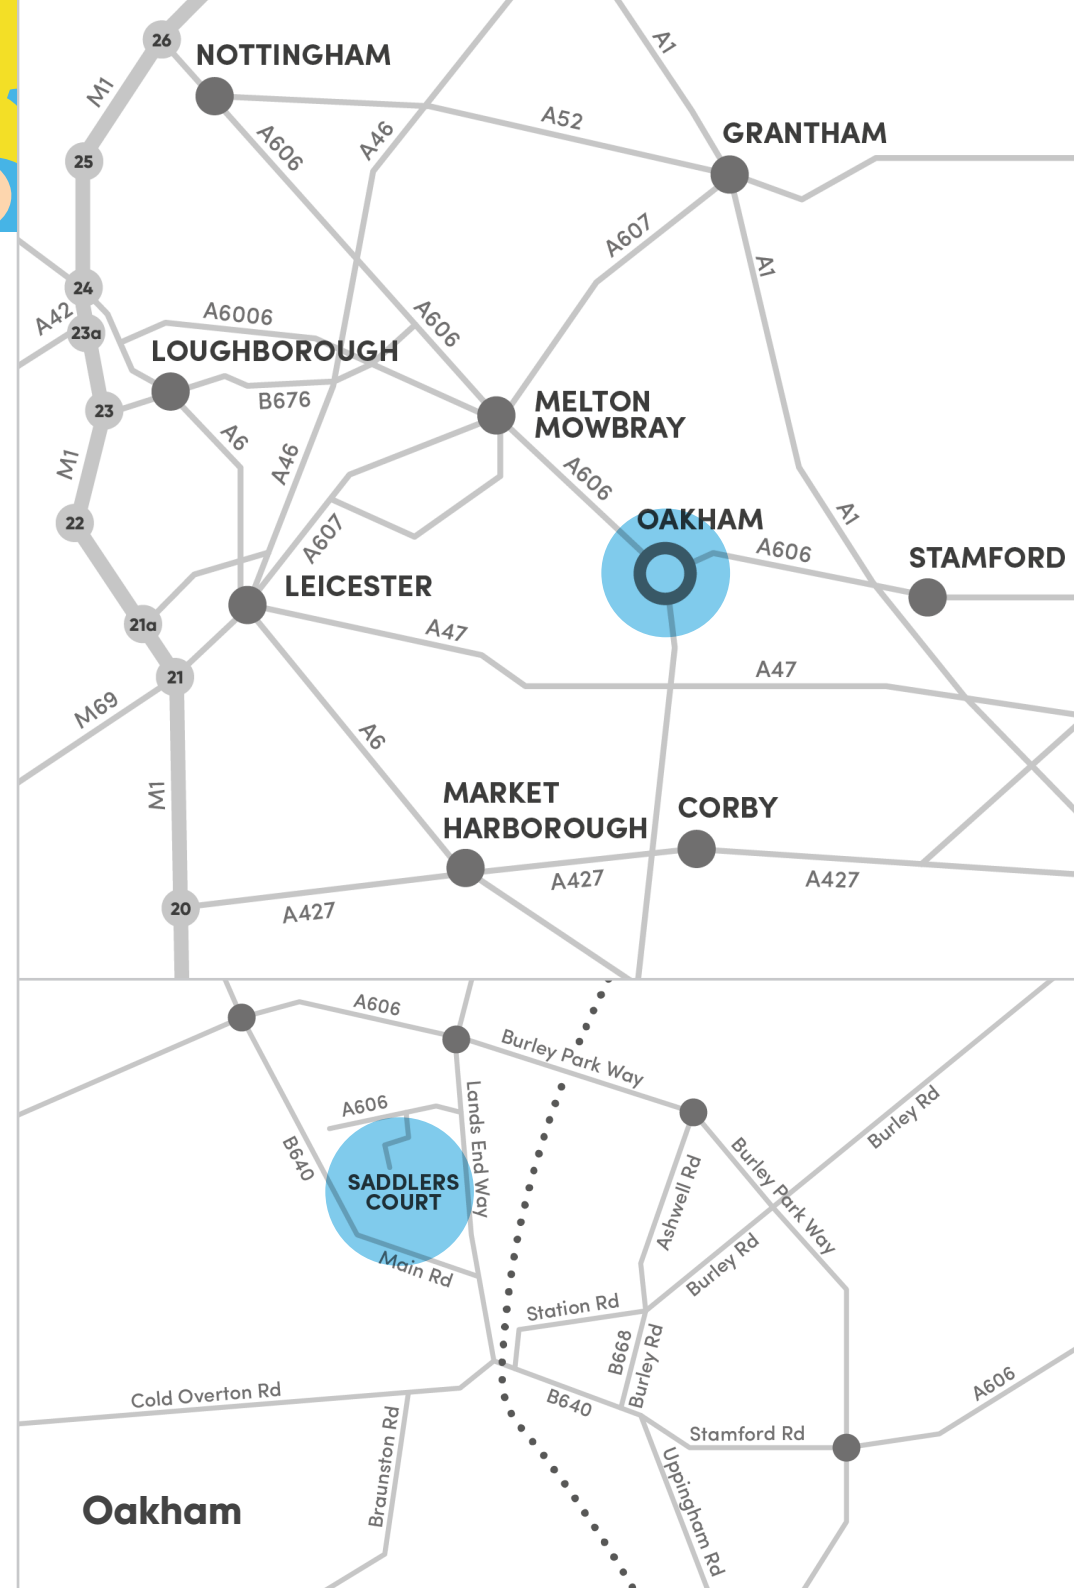 26
NOTTINGHAM
A1
M1
A606
A46
A52
GRANTHAM
25
A607
A1
24
A42
23a
A6006
A606
LOUGHBOROUGH
B676
23
MELTON
MOWBRAY
A6
M1
A46
A606
22
A607
OAKHAM
A1
A606
STAMFORD
LEICESTER
21a
A47
21
A47
M69
A6
M1
MARKET
HARBOROUGH
CORBY
20
A427
A427
A427
A606
Burley Park Way
A606
Lands End Way
Burley Rd
B640
SADDLERS
COURT
Ashwell Rd
Burley Park Way
Main Rd
Burley Rd
Station Rd
B668
Burley Rd
Cold Overton Rd
B640
A606
Braunston Rd
Stamford Rd
Uppingham Rd
Oakham